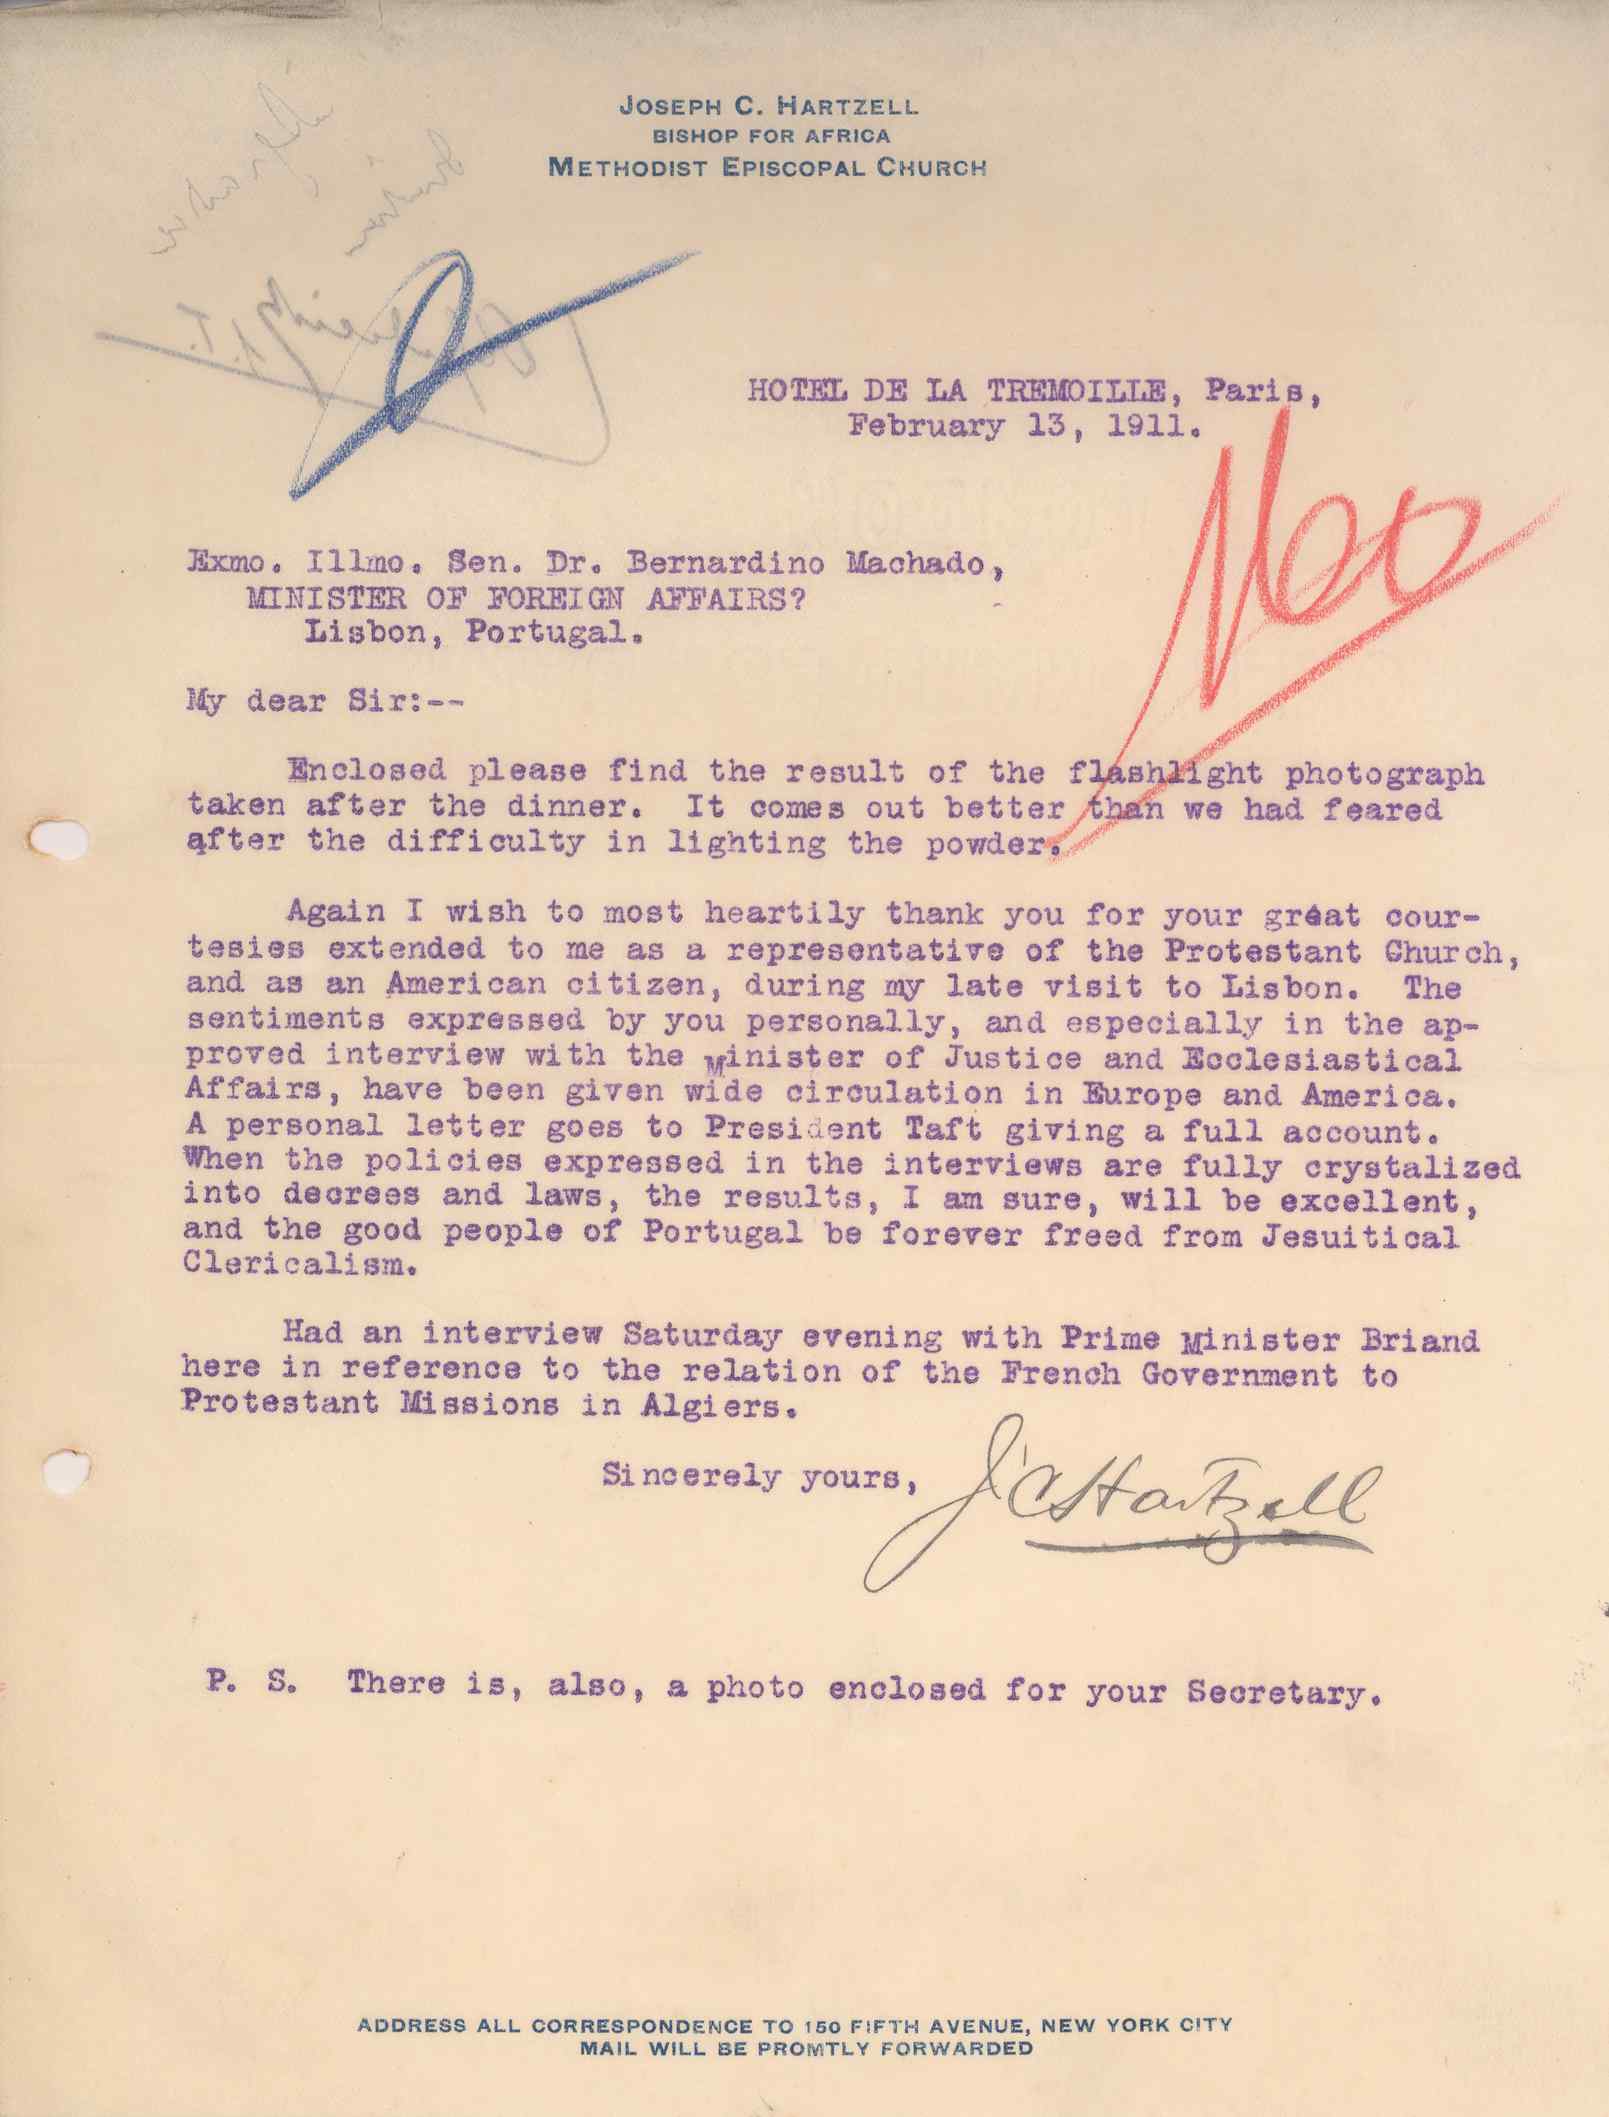 JOSEPH C. HARTZELL
BISHOP FOR AFRICA
METHODIST EPISCOPAL CHURCH
HOTEL DE LA TREMOILLE, Paris,
February 13, 1911.
Exmo. Illmo. Sen. Dr. Bernardino Machado,
MINISTER OF FOREIGN AFFAIRS?
Lisbon, Portugal.
My dear Sir:--
Enclosed please find the result of the flashlight photograph
taken after the dinner. It comes out better than we had feared
after the difficulty in lighting the powder.
Again I wish to most heartily thank you for your great cour-
tesies extended to me as a representative of the Protestant Church,
and as an American citizen, during my late visit to Lisbon. The
sentiments expressed by you personally, and especially in the ap-
proved interview with the Minister of Justice and Ecclesiastical
Affairs, have been given wide circulation in Europe and America.
A personal letter goes to President Taft giving a full account.
When the policies expressed in the interviews are fully crystalized
into decrees and laws, the results, I am sure, will be excellent,
and the good people of Portugal be forever freed from Jesuitical
Clericalism.
Had an interview Saturday evening with Prime Minister Briand
here in reference to the relation of the French Government to
Protestant Missions in Algiers.
Sincerely yours,
J C Hartzell
P. S. There is, also, a photo enclosed for your Secretary.
ADDRESS ALL CORRESPONDENCE TO 150 FIFTH AVENUE, NEW YORK CITY
MAIL WILL BE PROMTLY FORWARDED